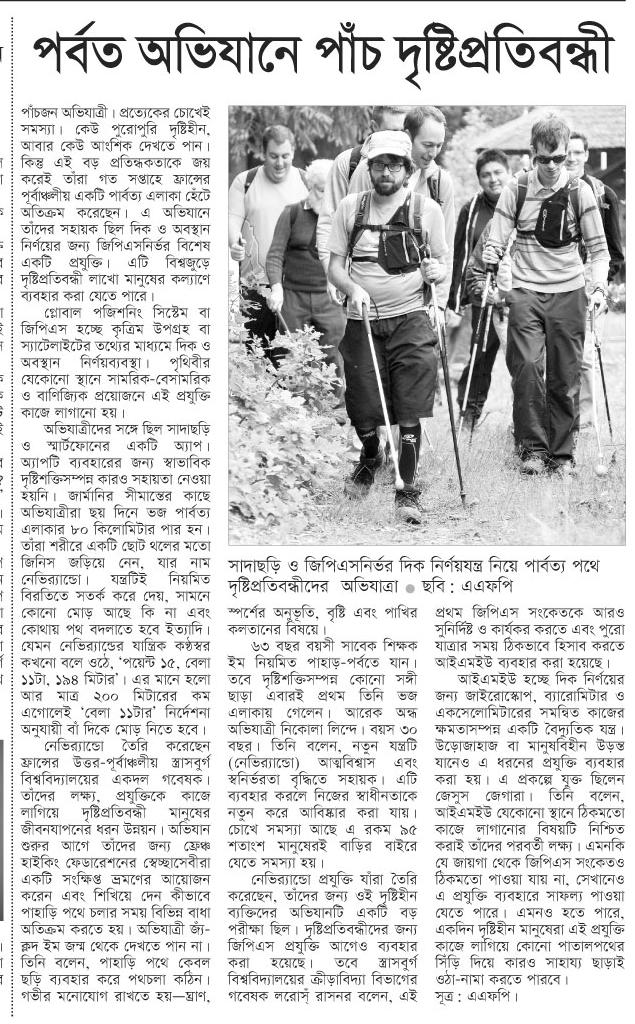 পর্বত অভিযানে পাঁচ দৃষ্টিপ্রতিবন্ধী
পাঁচজন অভিযাত্রী। প্রত্যেকের চোখেই
সমস্যা। কেউ পুরোপুরি দৃষ্টিহীন,
আবার কেউ আংশিক দেখতে পান।
কিন্তু এই বড় প্রতিন্ধকতাকে জয়
করেই তাঁরা গত সপ্তাহে ফ্রান্সের
পূর্বাঞ্চলীয় একটি পার্বত্য এলাকা হেঁটে
অতিক্রম করেছেন। এ অভিযানে
তাঁদের সহায়ক ছিল দিক ও অবস্থান
নির্ণয়ের জন্য জিপিএসনির্ভর বিশেষ
একটি প্রযুক্তি। এটি বিশ্বজুড়ে
দৃষ্টিপ্রতিবন্ধী লাখো মানুষের কল্যাণে
ব্যবহার করা যেতে পারে।
গ্লোবাল পজিশনিং সিস্টেম বা
জিপিএস হচ্ছে কৃত্রিম উপগ্রহ বা
স্যাটেলাইটের তথ্যের মাধ্যমে দিক ও
অবস্থান নির্ণয়ব্যবস্থা। পৃথিবীর
যেকোনো স্থানে সামরিক-বেসামরিক
ও বাণিজ্যিক প্রয়োজনে এই প্রযুক্তি
কাজে লাগানো হয়।
অভিযাত্রীদের সঙ্গে ছিল সাদাছড়ি
ও স্মার্টফোনের একটি অ্যাপ।
অ্যাপটি ব্যবহারের জন্য স্বাভাবিক
দৃষ্টিশক্তিসম্পন্ন কারও সহায়তা নেওয়া
হয়নি। জার্মানির সীমান্তের কাছে
অভিযাত্রীরা ছয় দিনে ভজ পার্বত্য
এলাকার ৮০ কিলোমিটার পার হন।
তাঁরা শরীরে একটি ছোট থলের মতো
জিনিস জড়িয়ে নেন, যার নাম
নেভির‍্যান্ডো। যন্ত্রটিই নিয়মিত
বিরতিতে সতর্ক করে দেয়, সামনে
কোনো মোড় আছে কি না এবং
কোথায় পথ বদলাতে হবে ইত্যাদি।
যেমন নেভির‍্যান্ডোর যান্ত্রিক কণ্ঠস্বর
কখনো বলে ওঠে, 'পয়েন্ট ১৫, বেলা
১১টা, ১৯৪ মিটার'। এর মানে হলো
আর মাত্র ২০০ মিটারের কম
এগোলেই 'বেলা ১১টার' নির্দেশনা
অনুযায়ী বাঁ দিকে মোড় নিতে হবে।
নেভির‍্যান্ডো তৈরি করেছেন
ফ্রান্সের উত্তর-পূর্বাঞ্চলীয় স্ত্রাসবুর্গ
বিশ্ববিদ্যালয়ের একদল গবেষক।
তাঁদের লক্ষ্য, প্রযুক্তিকে কাজে
লাগিয়ে দৃষ্টিপ্রতিবন্ধী মানুষের
জীবনযাপনের ধরন উন্নয়ন। অভিযান
শুরুর আগে তাঁদের জন্য ফ্রেঞ্চ
হাইকিং ফেডারেশনের স্বেচ্ছাসেবীরা
একটি সংক্ষিপ্ত ভ্রমণের আয়োজন
করেন এবং শিখিয়ে দেন কীভাবে
পাহাড়ি পথে চলার সময় বিভিন্ন বাধা
অতিক্রম করতে হয়। অভিযাত্রী জ্যঁ-
ক্লদ ইম জন্ম থেকে দেখতে পান না।
তিনি বলেন, পাহাড়ি পথে কেবল
ছড়ি ব্যবহার করে পথচলা কঠিন।
গভীর মনোযোগ রাখতে হয়—ঘ্রাণ,
সাদাছড়ি ও জিপিএসনির্ভর দিক নির্ণয়যন্ত্র নিয়ে পার্বত্য পথে
দৃষ্টিপ্রতিবন্ধীদের অভিযাত্রা ● ছবি : এএফপি
স্পর্শের অনুভূতি, বৃষ্টি এবং পাখির
কলতানের বিষয়ে।
৬৩ বছর বয়সী সাবেক শিক্ষক
ইম নিয়মিত পাহাড়-পর্বতে যান।
তবে দৃষ্টিশক্তিসম্পন্ন কোনো সঙ্গী
ছাড়া এবারই প্রথম তিনি ভজ
এলাকায় গেলেন। আরেক অন্ধ
অভিযাত্রী নিকোলা লিন্দে। বয়স ৩০
বছর। তিনি বলেন, নতুন যন্ত্রটি
(নেভির‍্যান্ডো) আত্মবিশ্বাস এবং
স্বনির্ভরতা বৃদ্ধিতে সহায়ক। এটি
ব্যবহার করলে নিজের স্বাধীনতাকে
নতুন করে আবিষ্কার করা যায়।
চোখে সমস্যা আছে এ রকম ৯৫
শতাংশ মানুষেরই বাড়ির বাইরে
যেতে সমস্যা হয়।
নেভির‍্যান্ডো প্রযুক্তি যাঁরা তৈরি
করেছেন, তাঁদের জন্য ওই দৃষ্টিহীন
ব্যক্তিদের অভিযানটি একটি বড়
পরীক্ষা ছিল। দৃষ্টিপ্রতিবন্ধীদের জন্য
জিপিএস প্রযুক্তি আগেও ব্যবহার
করা হয়েছে। তবে স্ত্রাসবুর্গ
বিশ্ববিদ্যালয়ের ক্রীড়াবিদ্যা বিভাগের
গবেষক লরোস্ঁ রাসনর বলেন, এই
প্রথম জিপিএস সংকেতকে আরও
সুনির্দিষ্ট ও কার্যকর করতে এবং পুরো
যাত্রার সময় ঠিকভাবে হিসাব করতে
আইএমইউ ব্যবহার করা হয়েছে।
আইএমইউ হচ্ছে দিক নির্ণয়ের
জন্য জাইরোস্কোপ, ব্যারোমিটার ও
একসেলোমিটারের সমন্বিত কাজের
ক্ষমতাসম্পন্ন একটি বৈদ্যুতিক যন্ত্র।
উড়োজাহাজ বা মানুষবিহীন উড়ন্ত
যানেও এ ধরনের প্রযুক্তি ব্যবহার
করা হয়। এ প্রকল্পে যুক্ত ছিলেন
জেসুস জেগারা। তিনি বলেন,
আইএমইউ যেকোনো স্থানে ঠিকমতো
কাজে লাগানোর বিষয়টি নিশ্চিত
করাই তাঁদের পরবর্তী লক্ষ্য। এমনকি
যে জায়গা থেকে জিপিএস সংকেতও
ঠিকমতো পাওয়া যায় না, সেখানেও
এ প্রযুক্তি ব্যবহারে সাফল্য পাওয়া
যেতে পারে। এমনও হতে পারে,
একদিন দৃষ্টিহীন মানুষেরা এই প্রযুক্তি
কাজে লাগিয়ে কোনো পাতালপথের
সিঁড়ি দিয়ে কারও সাহায্য ছাড়াই
ওঠা-নামা করতে পারবে।
সূত্র : এএফপি।